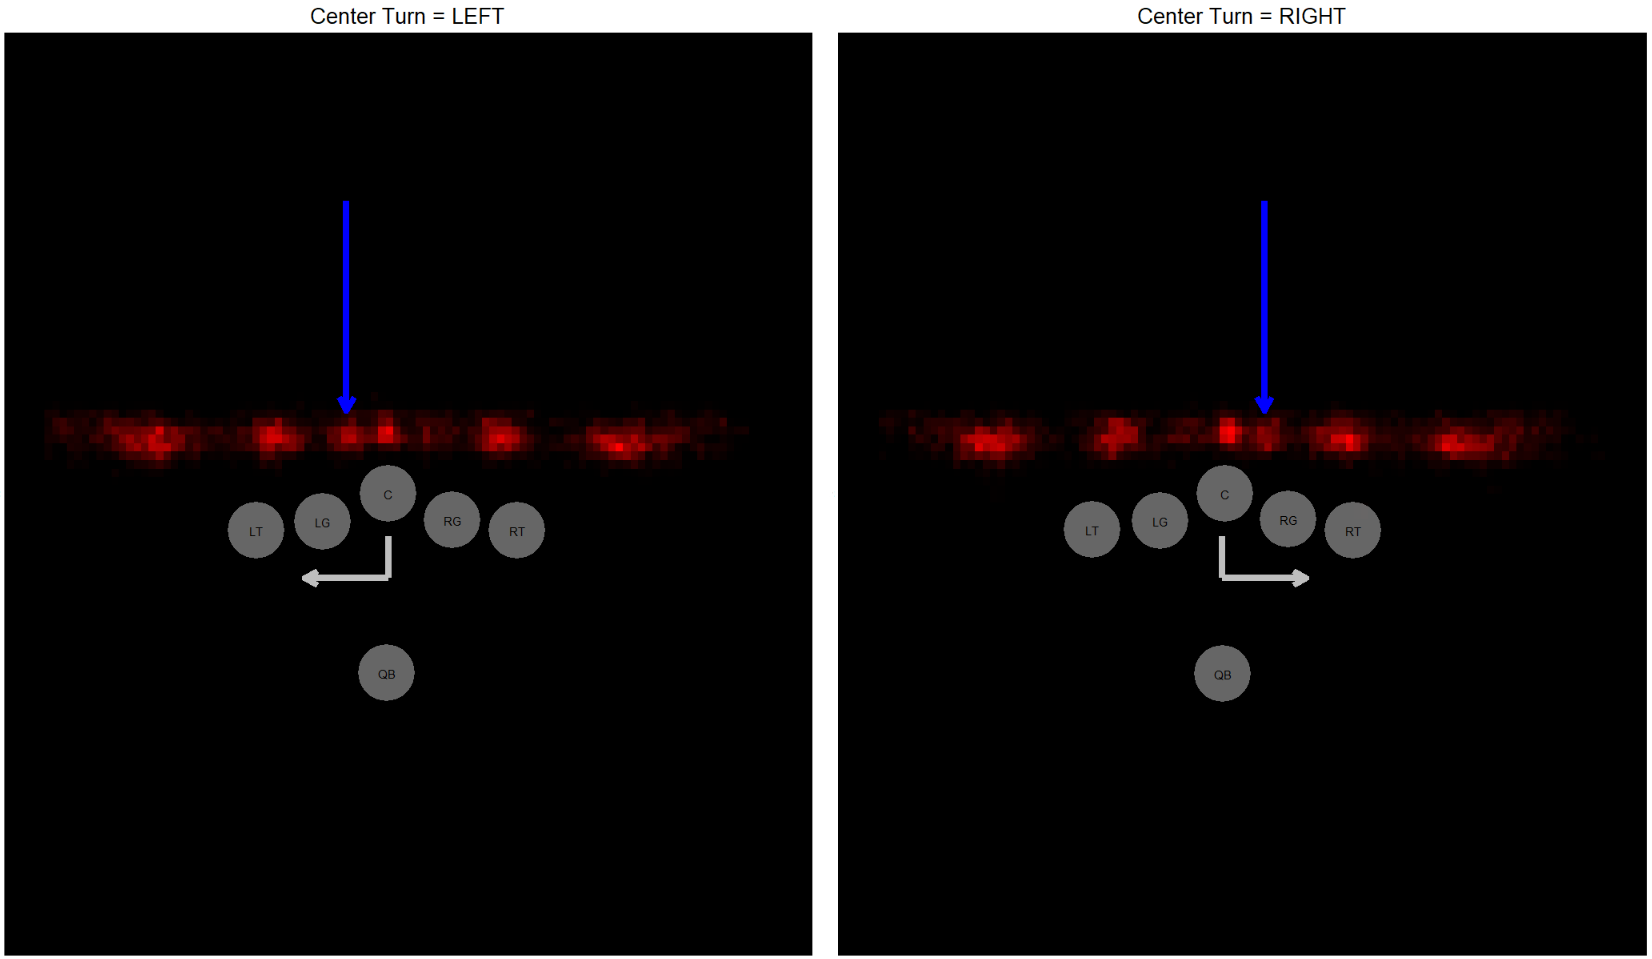 Center Turn = LEFT
C
LG
RG
LT
RT
QB
Center Turn = RIGHT
C
LG
RG
LT
RT
QB